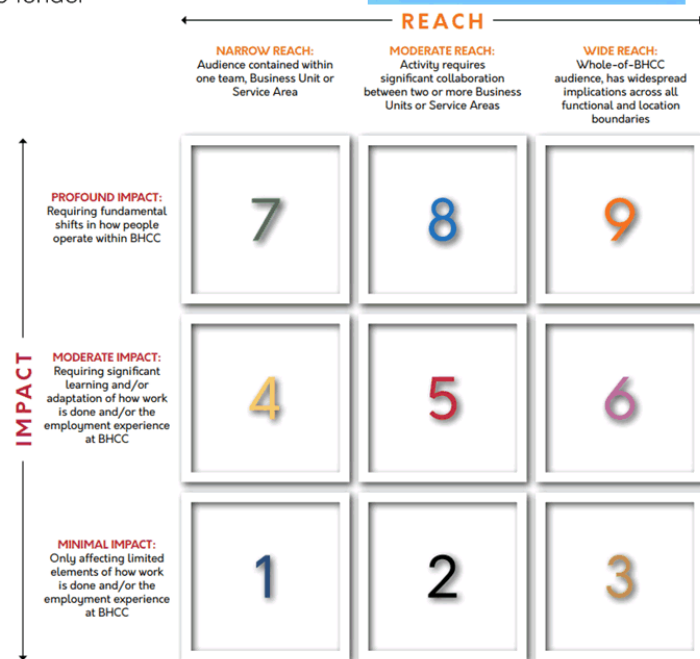 REACH
NARROW REACH:
Audience contained within
one team, Business Unit or
Service Area
MODERATE REACH:
Activity requires
significant collaboration
between two or more Business
Units or Service Areas
WIDE REACH:
Whole-of-BHCC
audience, has widespread
implications across all
functional and location
boundaries
IMPACT
PROFOUND IMPACT:
Requiring fundamental
shifts in how people
operate within BHCC
7
8
9
MODERATE IMPACT:
Requiring significant
learning and/or
adaptation of how work
is done and/or the
employment experience
at BHCC
4
5
6
MINIMAL IMPACT:
Only affecting limited
elements of how work
is done and/or the
employment experience
at BHCC
1
2
3